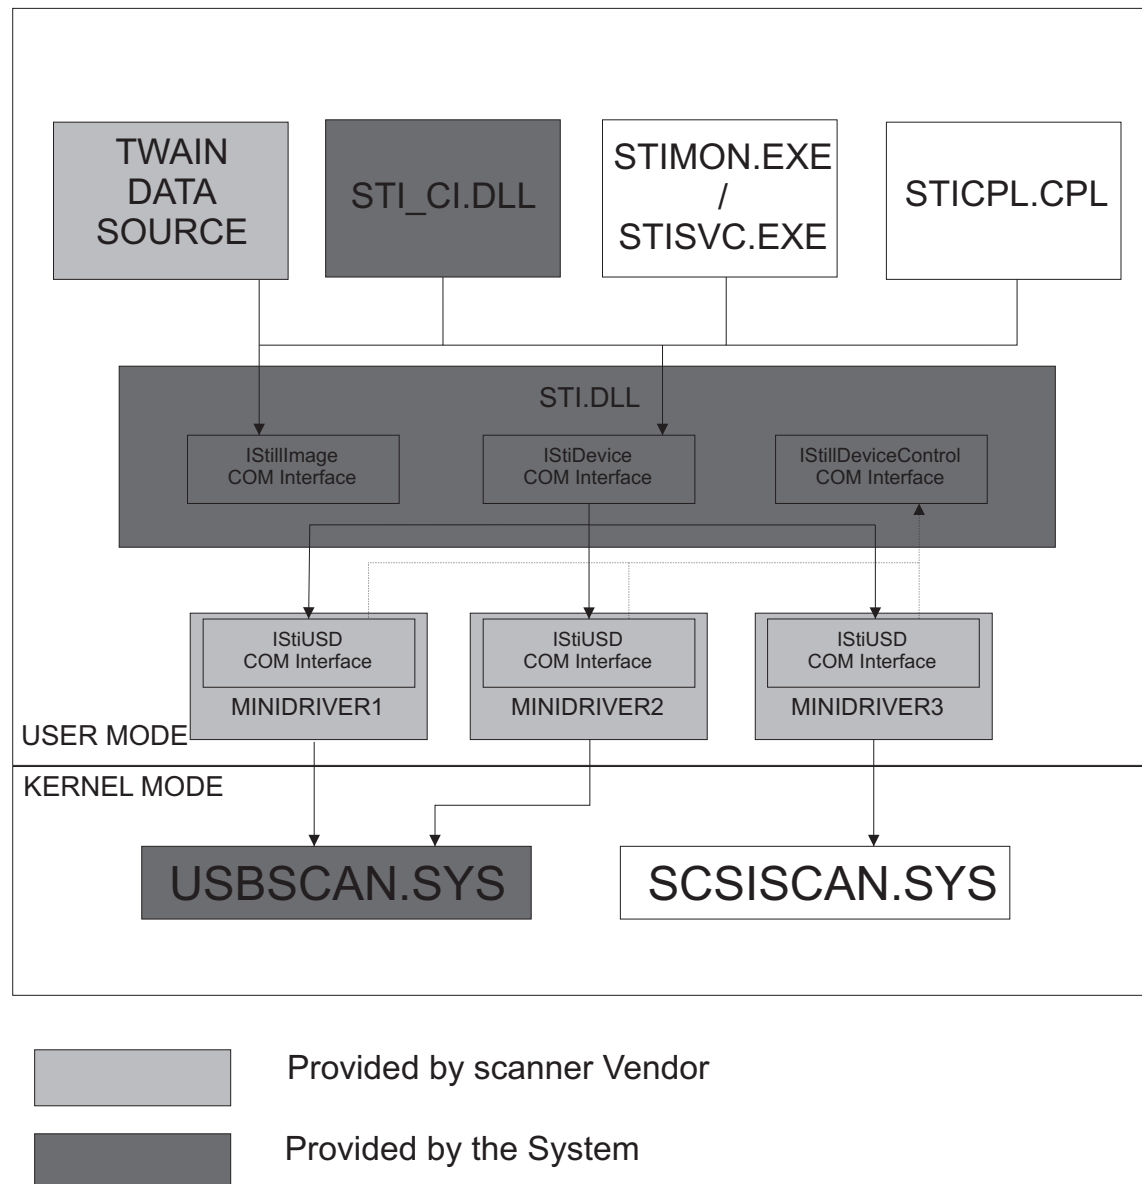 TWAIN
DATA
SOURCE
STI_CI.DLL
STIMON.EXE
/
STISVC.EXE
STICPL.CPL
STI.DLL
IStillImage
COM Interface
IStiDevice
COM Interface
IStillDeviceControl
COM Interface
IStiUSD
COM Interface
MINIDRIVER1
IStiUSD
COM Interface
MINIDRIVER2
IStiUSD
COM Interface
MINIDRIVER3
USER MODE
KERNEL MODE
USBSCAN.SYS
SCSISCAN.SYS
Provided by scanner Vendor
Provided by the System